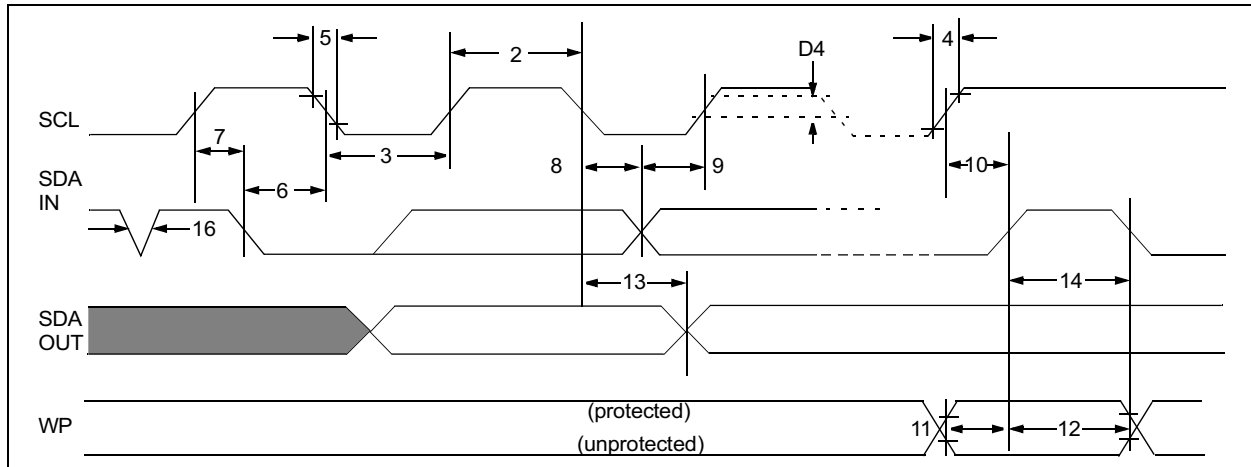 5
2
D4
4
SCL
7
3
8
9
10
SDA
IN
6
16
13
14
SDA
OUT
WP
(protected)
(unprotected)
11
12